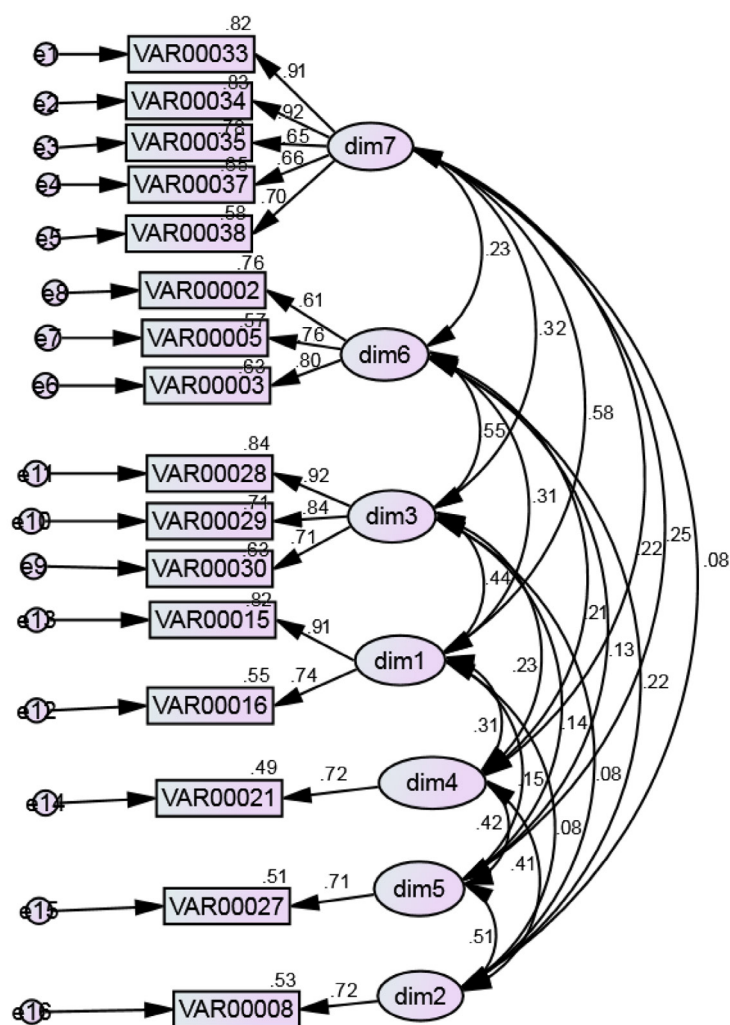 .82
e1 VAR00033 .91
.83
e2 VAR00034 .92
.78
e3 VAR00035 .65 dim7
.65
e4 VAR00037 .66
.58 .70
e5 VAR00038
.23
.76
e8 VAR00002 .61
.57
e7 VAR00005 .76 .32
dim6
.63
e6 VAR00003 .80
.58
.84 .55
e11 VAR00028 .92
.31
.71
e10 VAR00029 .84 dim3
.63 .71
e9 VAR00030 .44 .22 .25 .08
.82
e13 VAR00015 .91 .21
.13
dim1 .23 .22
.55 .74
e12 VAR00016 .31 .14
.49 .72 .15 .08
e14 VAR00021 dim4
.42 .08
.41
.51 .71
e15 VAR00027 dim5
.51
.53 .72
e16 VAR00008 dim2